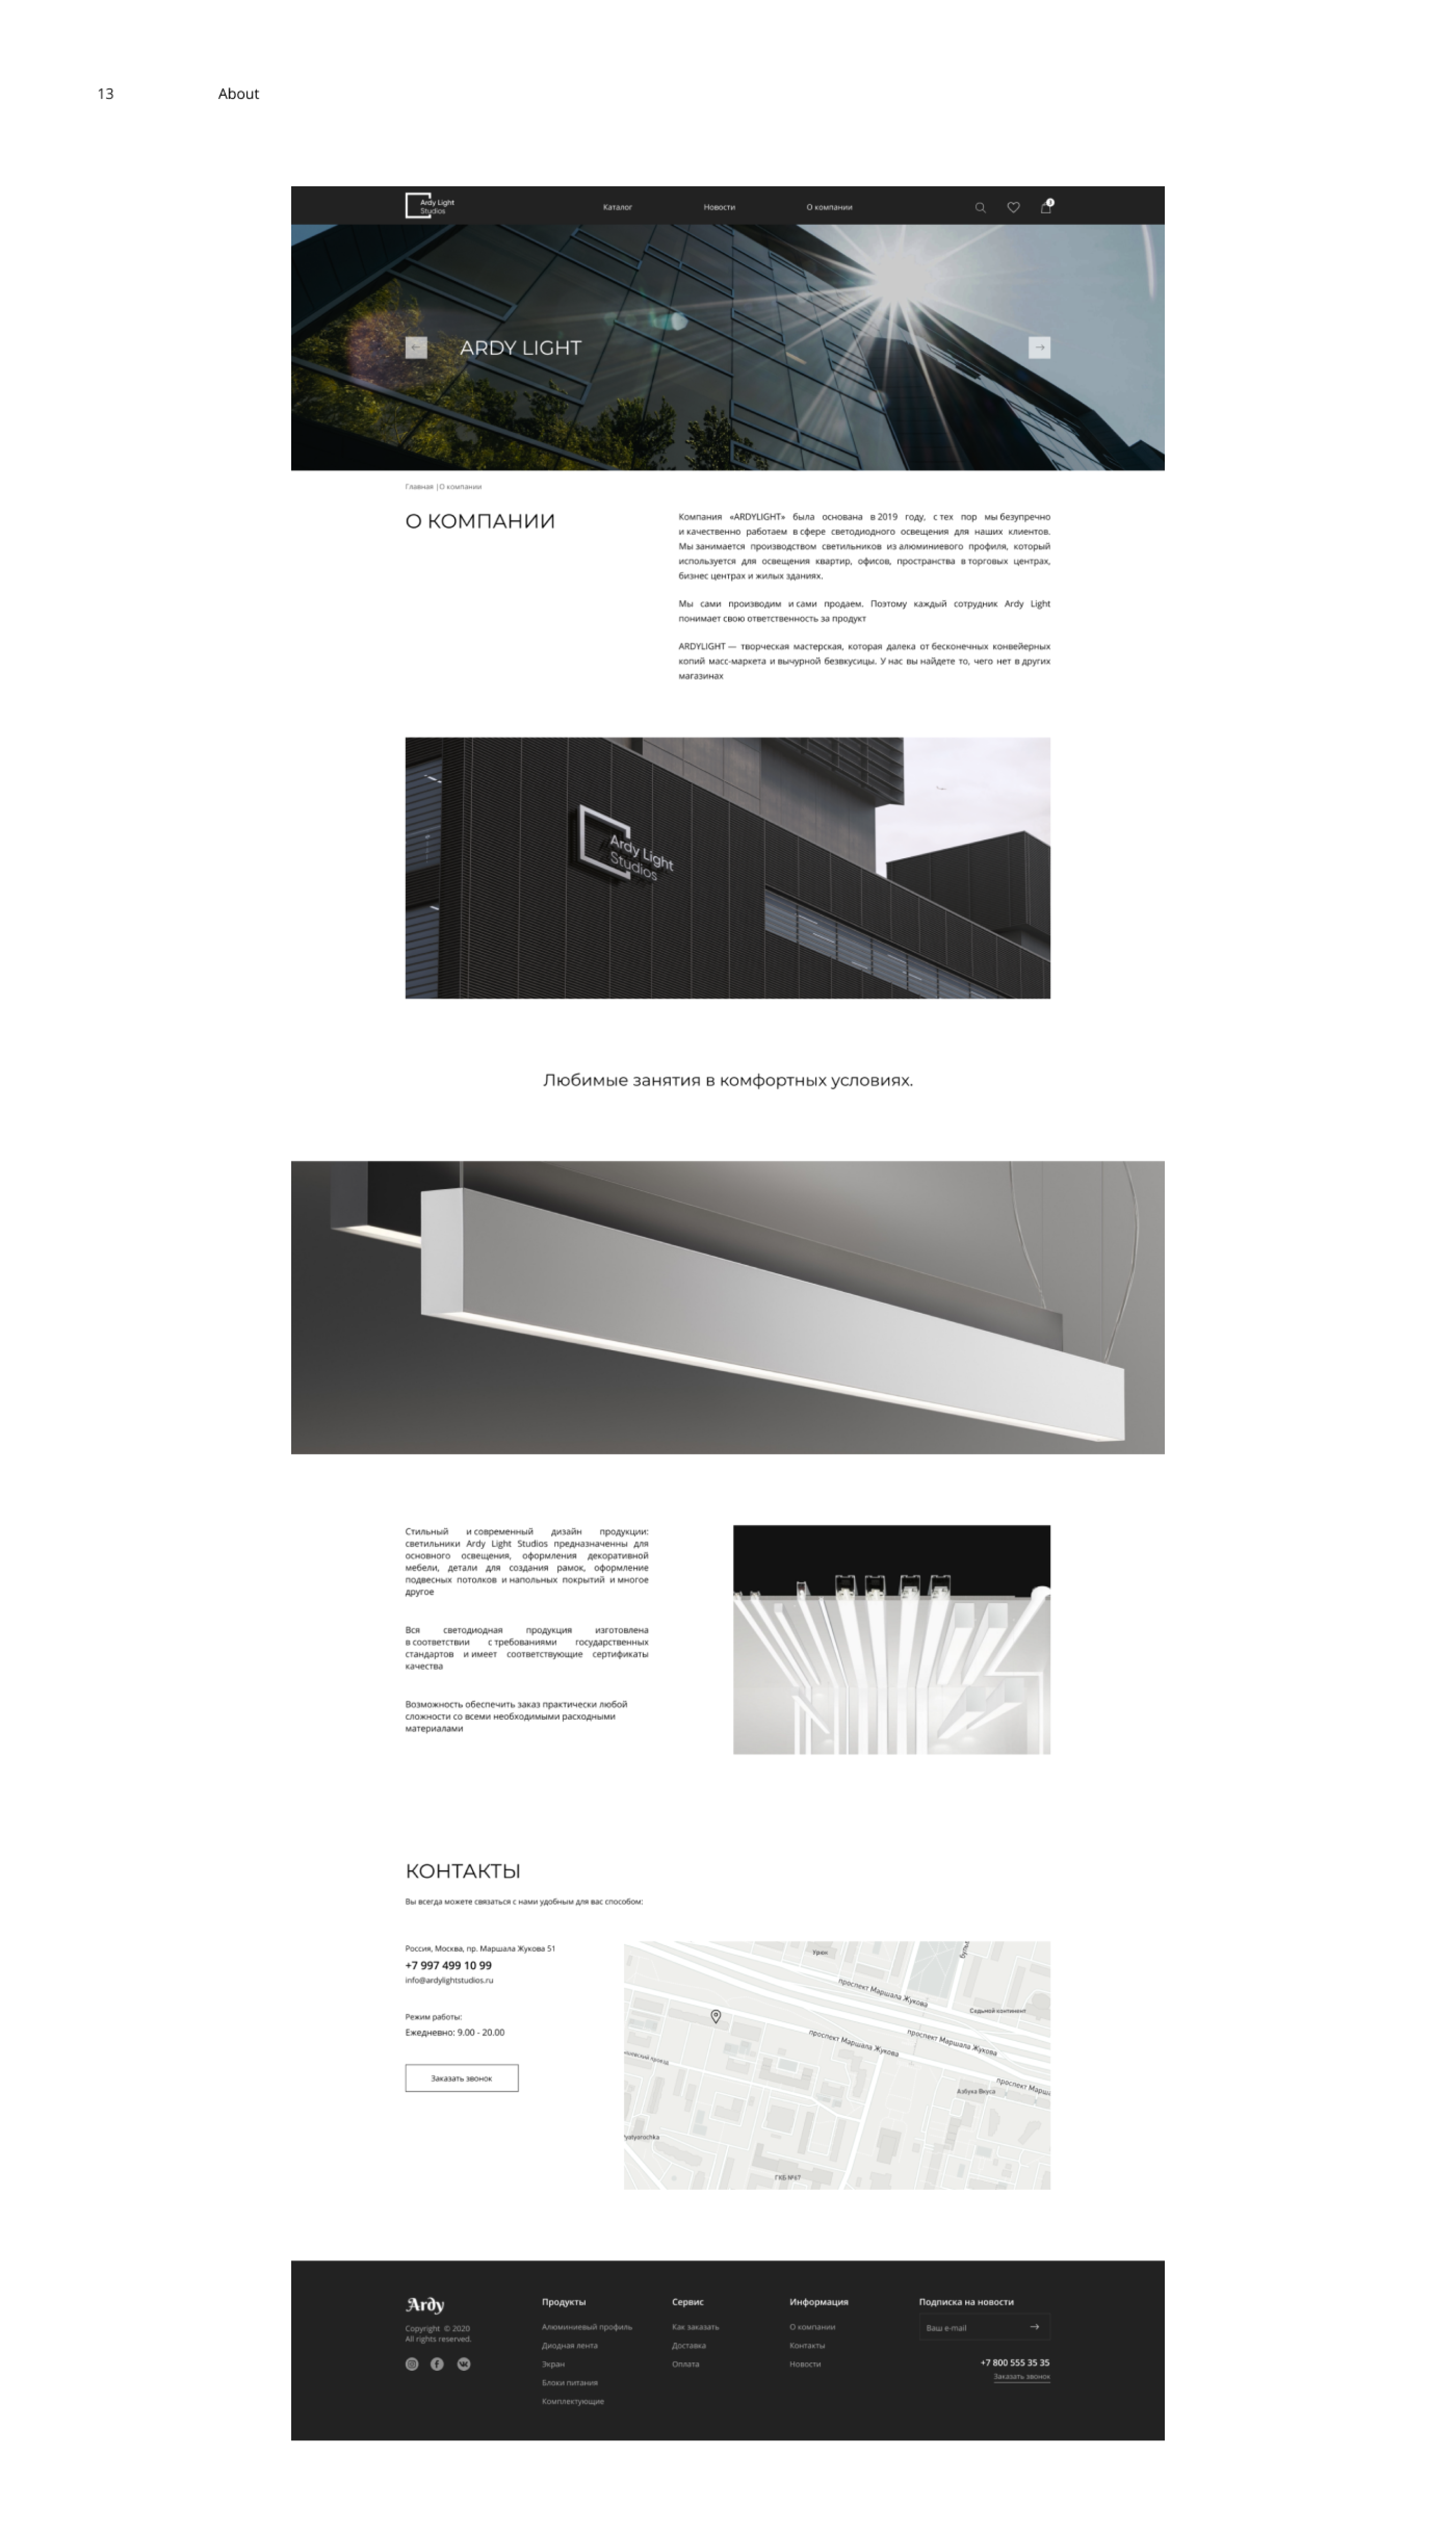 13
About
Ardy Light
Studios
Каталог
Новости
О компании
ARDY LIGHT
Главная |О компании
О КОМПАНИИ
Компания «ARDYLIGHT» была основана в 2019 году, с тех пор мы безупречно
и качественно работаем в сфере светодиодного освещения для наших клиентов.
Мы занимается производством светильников из алюминиевого профиля, который
используется для освещения квартир, офисов, пространства в торговых центрах,
бизнес центрах и жилых зданиях.
Мы сами производим и сами продаем. Поэтому каждый сотрудник Ardy Light
понимает свою ответственность за продукт
ARDYLIGHT — творческая мастерская, которая далека от бесконечных конвейерных
копий масс-маркета и вычурной безвкусицы. У нас вы найдете то, чего нет в других
магазинах
Ardy Light
Studios
Любимые занятия в комфортных условиях.
Стильный и современный дизайн продукции:
светильники Ardy Light Studios предназначенны для
основного освещения, оформления декоративной
мебели, детали для создания рамок, оформление
подвесных потолков и напольных покрытий и многое
другое
Вся светодиодная продукция изготовлена
в соответствии с требованиями государственных
стандартов и имеет соответствующие сертификаты
качества
Возможность обеспечить заказ практически любой
сложности со всеми необходимыми расходными
материалами
КОНТАКТЫ
Вы всегда можете связаться с нами удобным для вас способом:
Россия, Москва, пр. Маршала Жукова 51
+7 997 499 10 99
info@ardylightstudios.ru
Режим работы:
Ежедневно: 9.00 - 20.00
Заказать звонок
Урюк
проспект Маршала Жукова
Седьмой континент
проспект Маршала Жукова
проспект Маршала Жукова
проезд
Азбука Вкуса
проспект Марш
Pyatyorochka
ГКБ №67
Ardy
Copyright © 2020
All rights reserved.
Продукты
Алюминиевый профиль
Диодная лента
Экран
Блоки питания
Комплектующие
Сервис
Как заказать
Доставка
Оплата
Информация
О компании
Контакты
Новости
Подписка на новости
Ваш e-mail
+7 800 555 35 35
Заказать звонок